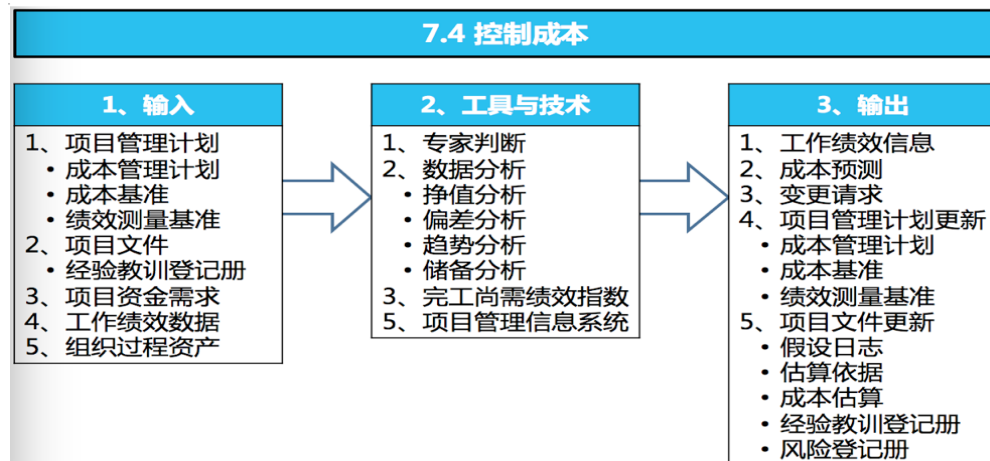 7.4 控制成本
1、输入
1、项目管理计划
• 成本管理计划
• 成本基准
• 绩效测量基准
2、项目文件
• 经验教训登记册
3、项目资金需求
4、工作绩效数据
5、组织过程资产
2、工具与技术
1、专家判断
2、数据分析
• 挣值分析
• 偏差分析
• 趋势分析
• 储备分析
3、完工尚需绩效指数
5、项目管理信息系统
3、输出
1、工作绩效信息
2、成本预测
3、变更请求
4、项目管理计划更新
• 成本管理计划
• 成本基准
• 绩效测量基准
5、项目文件更新
• 假设日志
• 估算依据
• 成本估算
• 经验教训登记册
• 风险登记册